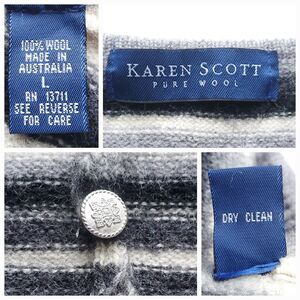 100% WOOL
MADE IN
AUSTRALIA
L
RN 13711
SEE REVERSE
FOR CARE
KAREN SCOTT
PURE WOOL
DRY CLEAN